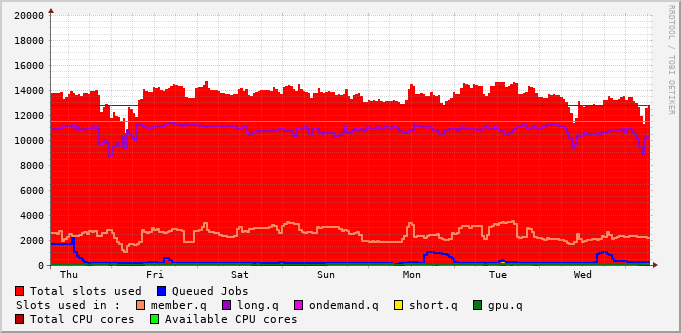 20000
18000
16000
14000
12000
10000
8000
6000
4000
2000
0
Thu Fri Sat Sun Mon Tue Wed
RRDTOOL / TOBI OETIKER
Total slots used Queued Jobs
Slots used in : member.q long.q ondemand.q short.q gpu.q
Total CPU cores Available CPU cores